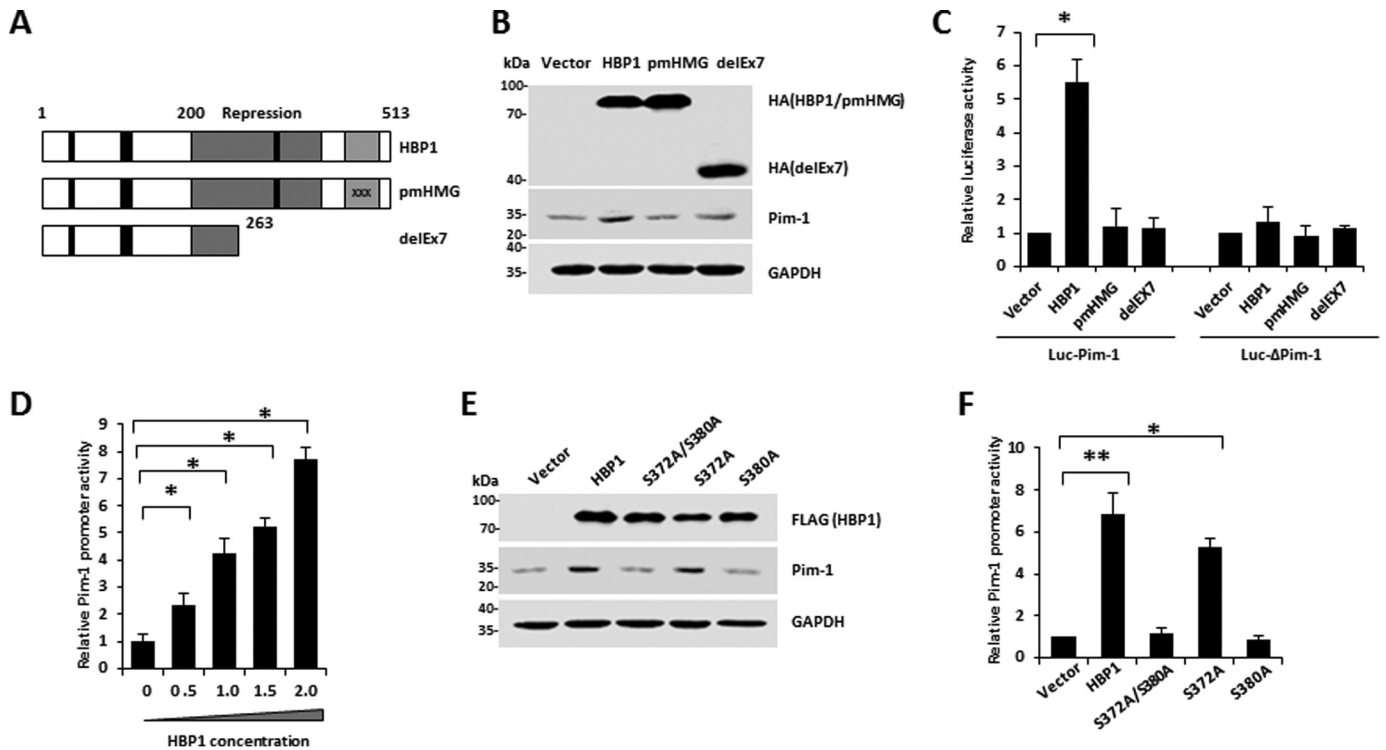 A
1 200 Repression 513
HBP1
pmHMG
XXX
263
delEx7
B
kDa Vector HBP1 pmHMG delEx7
100-
70-
40-
35-
20-
40-
35-
HA(HBP1/pmHMG)
HA(delEx7)
Pim-1
GAPDH
C
Relative luciferase activity
7
6
5
4
3
2
1
0
*
Vector HBP1 pmHMG delEX7 Vector HBP1 pmHMG delEX7
Luc-Pim-1 Luc-ΔPim-1
D
Relative Pim-1 promoter activity
9
8
7
6
5
4
3
2
1
0
*
*
*
*
0 0.5 1.0 1.5 2.0
HBP1 concentration
E
kDa Vector HBP1 S372A/S380A S372A S380A
100-
70-
35-
20-
40-
35-
FLAG (HBP1)
Pim-1
GAPDH
F
Relative Pim-1 promoter activity
10
8
6
4
2
0
*
**
Vector HBP1 S372A/S380A S372A S380A